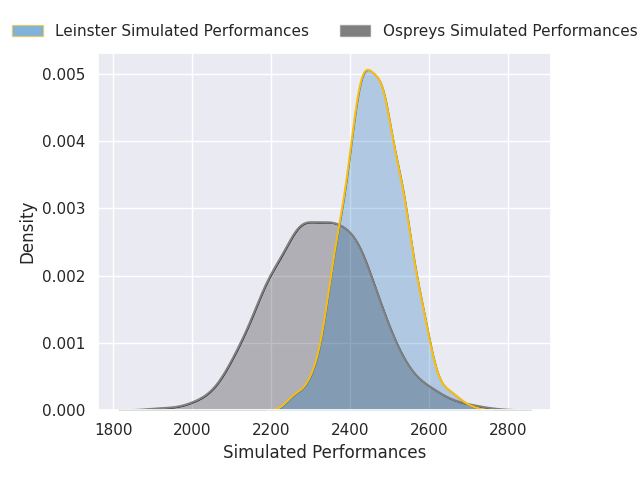 Leinster Simulated Performances
Ospreys Simulated Performances
0.005
0.004
0.003
0.002
0.001
0.000
Density
1800 2000 2200 2400 2600 2800
Simulated Performances